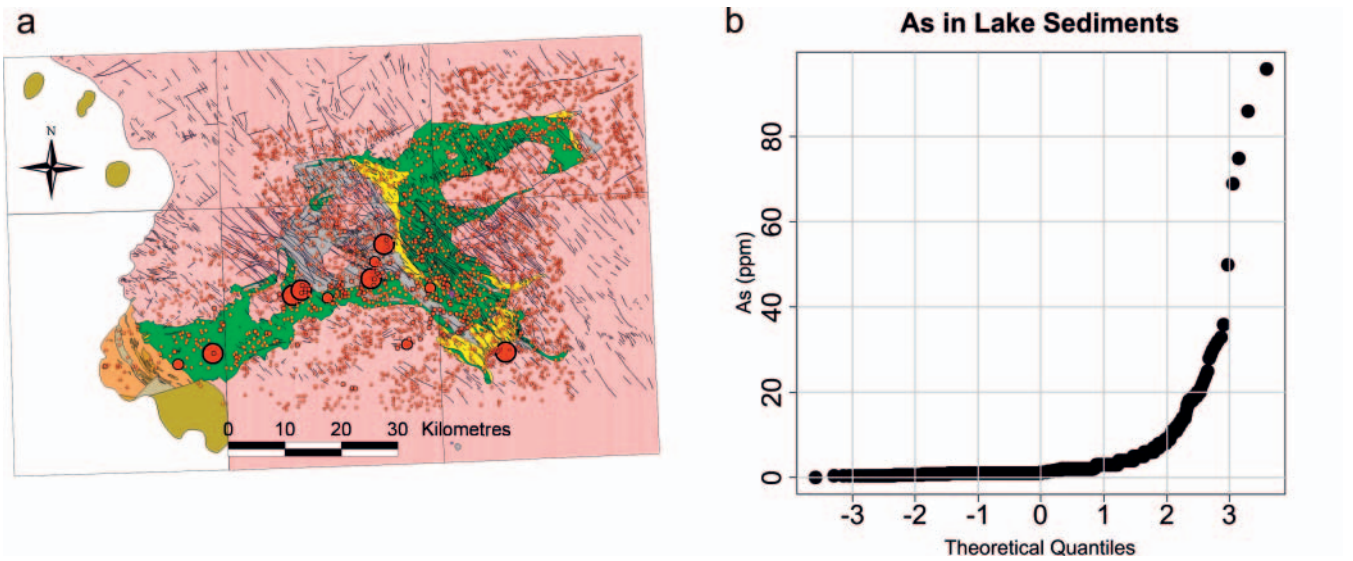 a
N
0 10 20 30 Kilometres
b
As in Lake Sediments
As (ppm)
80
60
40
20
0
-3 -2 -1 0 1 2 3
Theoretical Quantiles